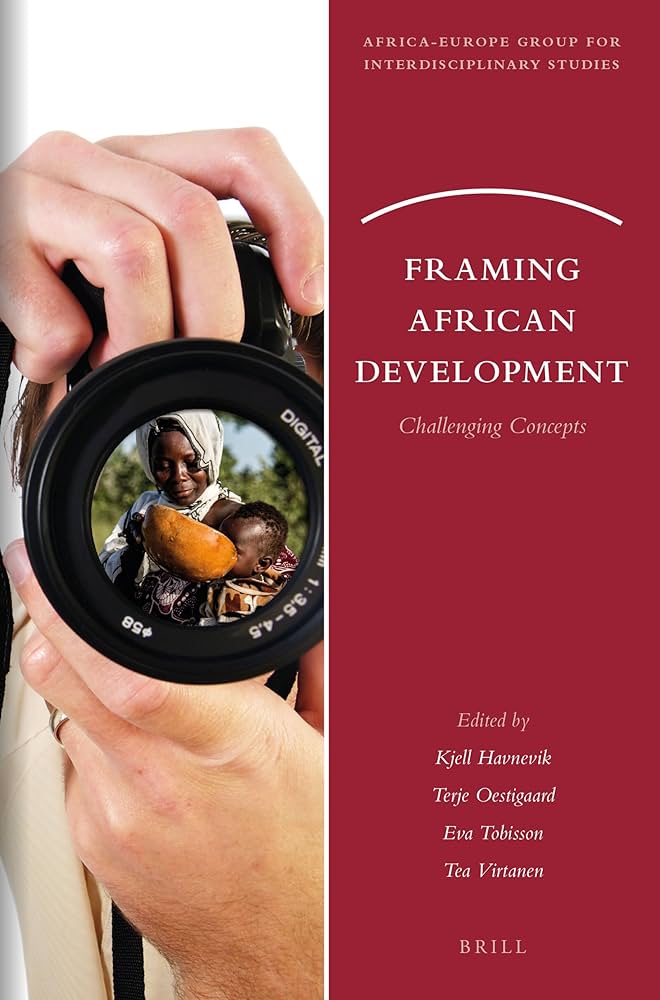 AFRICA-EUROPE GROUP FOR
INTERDISCIPLINARY STUDIES
FRAMING
AFRICAN
DEVELOPMENT
Challenging Concepts
DIGITAL
1:3.5-4.5
φ58
Edited by
Kjell Havnevik
Terje Oestigaard
Eva Tobisson
Tea Virtanen
BRILL